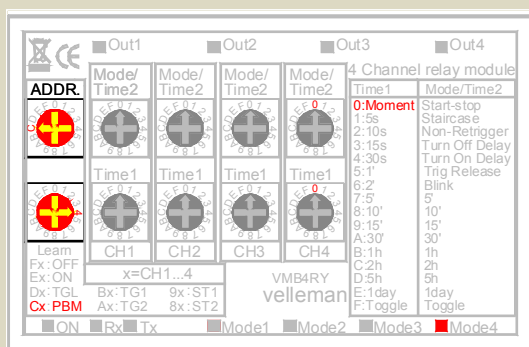 Out1 Out2 Out3 Out4
4 Channel relay module
ADDR.
Mode/ Mode/ Mode/ Mode/
Time2 Time2 Time2 Time2
Time1 Time1 Time1 Time1
CH1 CH2 CH3 CH4
Learn
Fx:OFF
Ex:ON
Dx:TGL
Cx:PBM
x=CH1...4
Bx:TG1 9x:ST1
Ax:TG2 8x:ST2
VMB4RY
velleman
Time1 Mode/Time2
0:Moment Start-stop
1:5s Staircase
2:10s Non-Retrigger
3:15s Turn Off Delay
4:30s Turn On Delay
5:1' Trig Release
6:2' Blink
7:5' 5'
8:10' 10'
9:15' 15'
A:30' 30'
B:1h 1h
C:2h 2h
D:5h 5h
E:1day 1day
F:Toggle Toggle
ON Rx Tx Mode1 Mode2 Mode3 Mode4